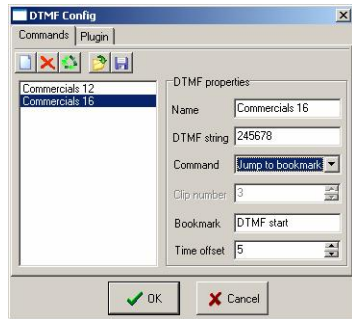 DTMF Config
Commands Plugin
Commercials 12
Commercials 16
DTMF properties
Name Commercials 16
DTMF string 245678
Command Jump to bookmark
Clip number 3
Bookmark DTMF start
Time offset 5
OK Cancel